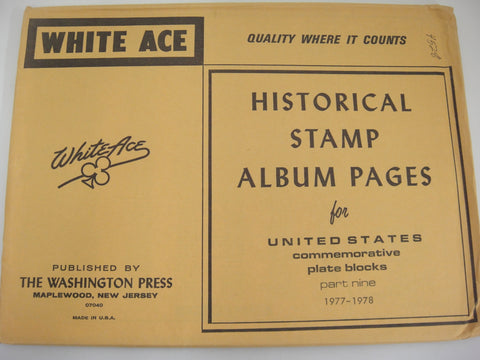 WHITE ACE
QUALITY WHERE IT COUNTS
White Ace
PUBLISHED BY
THE WASHINGTON PRESS
MAPLEWOOD, NEW JERSEY
07040
MADE IN U.S.A.
HISTORICAL
STAMP
ALBUM PAGES
for
UNITED STATES
commemorative
plate blocks
part nine
1977-1978